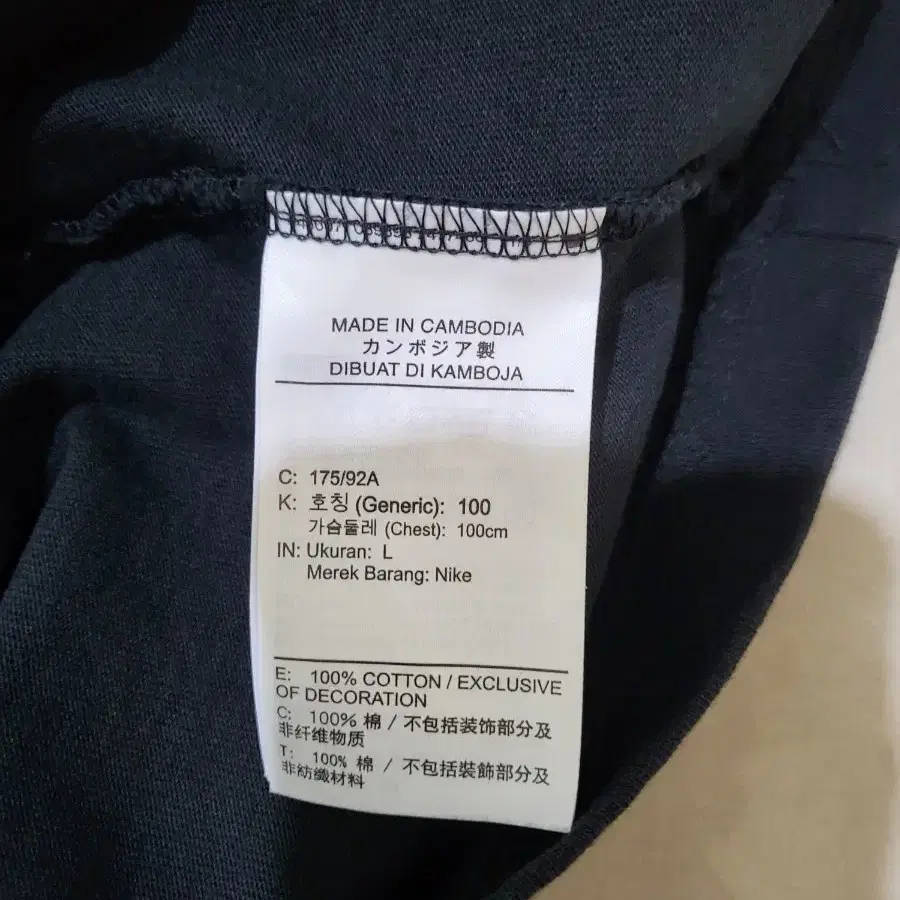 MADE IN CAMBODIA
カンボジア製
DIBUAT DI KAMBOJA
C: 175/92A
K: 호칭 (Generic): 100
가슴둘레 (Chest): 100cm
IN: Ukuran: L
Merek Barang: Nike
E: 100% COTTON / EXCLUSIVE
OF DECORATION
C: 100% 棉 / 不包括装饰部分及
非纤维物质
T: 100% 棉 / 不包括裝飾部分及
非紡織材料